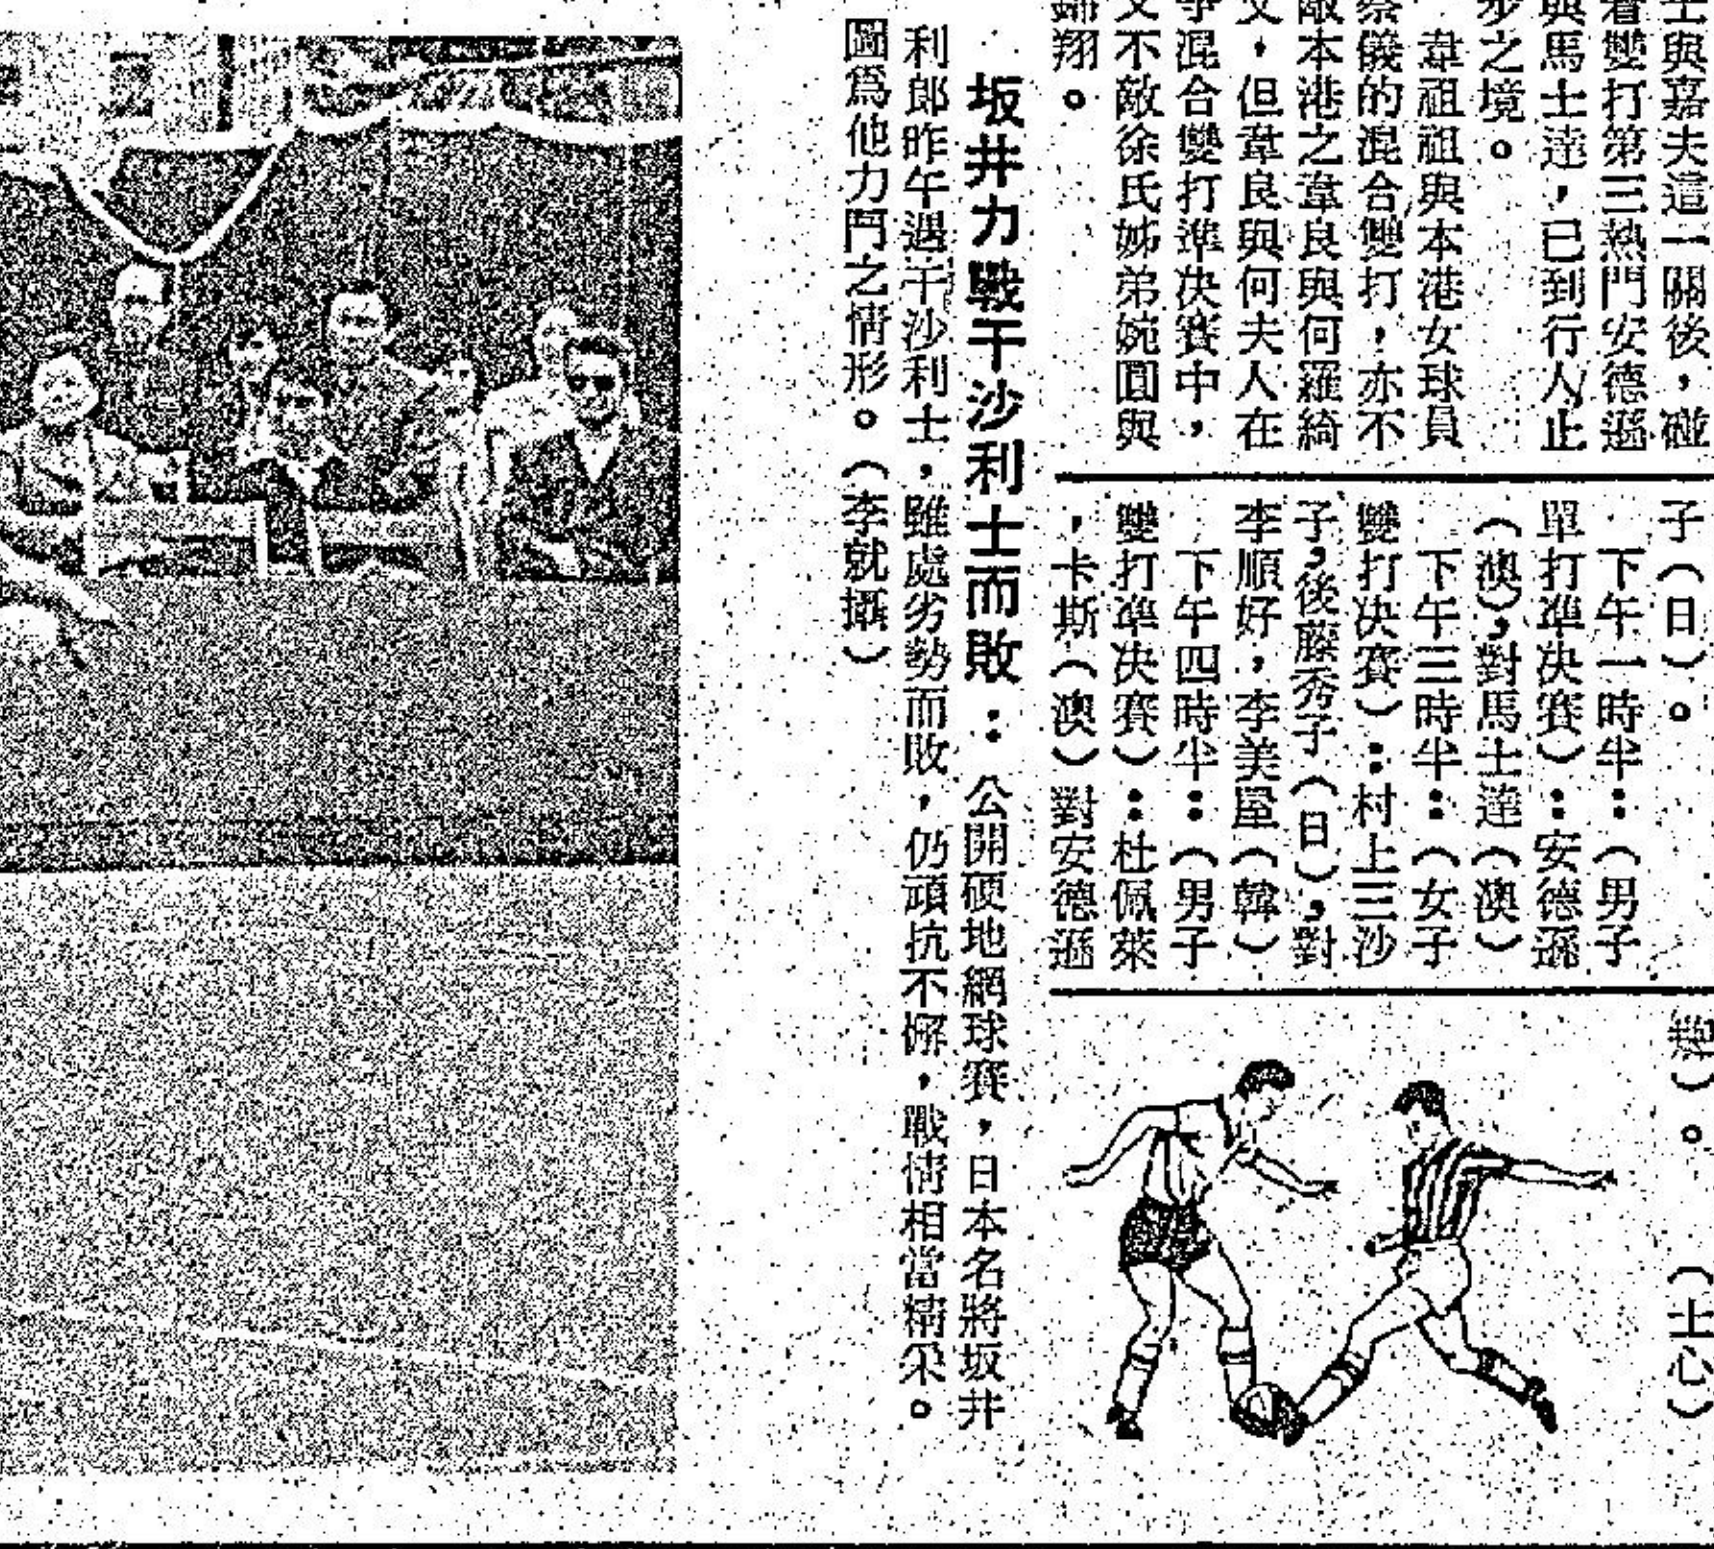 士與嘉夫這一關後，碰
着雙打第三熱門安德遜
與馬士達，已到行人止
步之境。
韋祖祖與本港女球員
蔡儀的混合雙打，亦不
敵本港之韋良與何羅綺
文，但韋良與何夫人在
爭混合雙打準決賽中，
又不敵徐氏姊弟婉圓與
錦翔。
子（日）。
下午一時半：（男子
單打準决賽）：安德遜
（澳），對馬士達（澳）
下午三時半：（女子
雙打决賽）：村上三沙
子，後藤秀子（日），對
李順好，李美星（韓）
下午四時半：（男子
雙打準决賽）：杜佩萊
，卡斯（澳）對安德遜
（士心）
坂井力戰干沙利士而敗：公開硬地網球賽，日本名將坂井
利郎昨午遇干沙利士，雖處劣勢而敗，仍頑抗不懈，戰情相當精采。
圖爲他力鬥之情形。（李就攝）